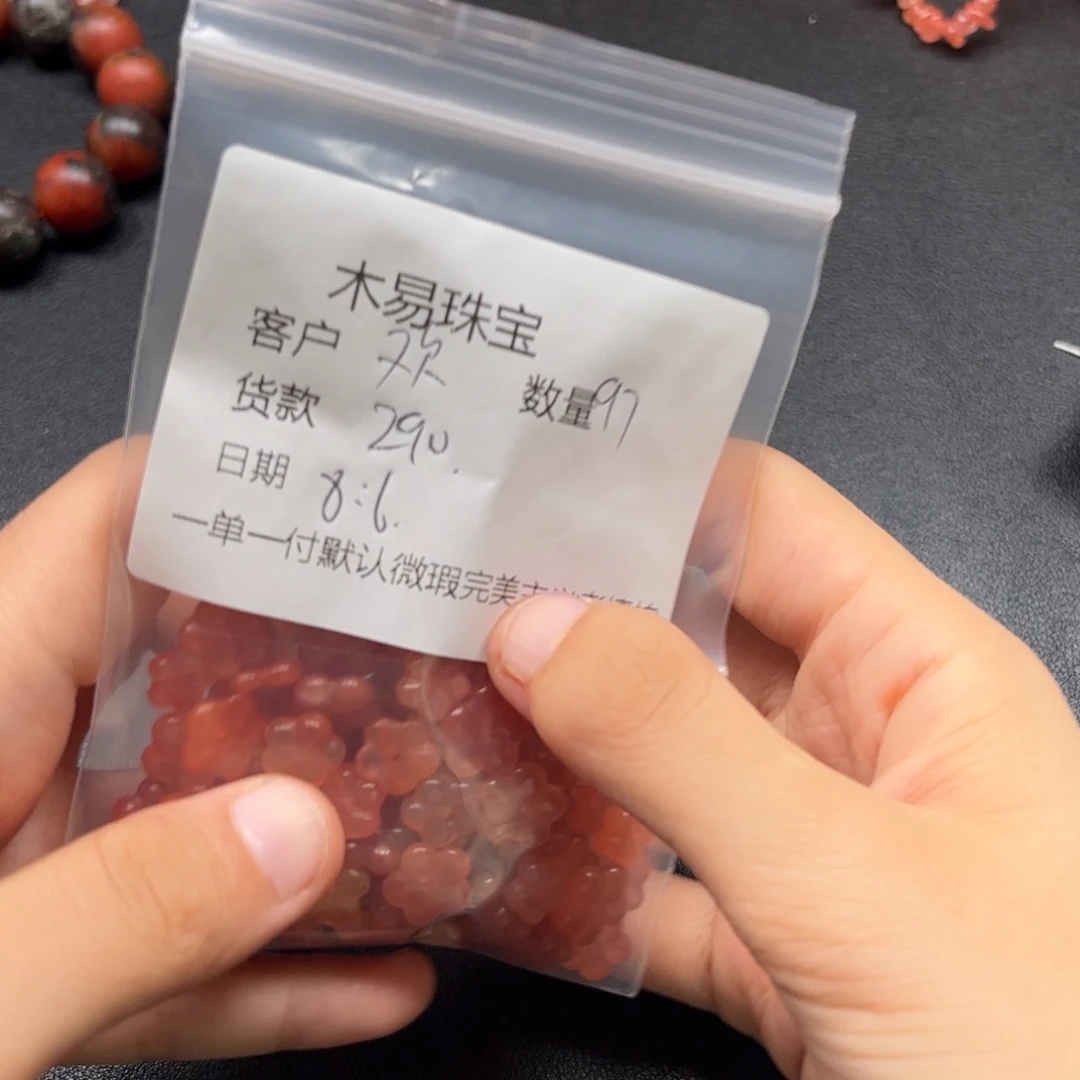 木易珠宝
客户 欢 数量97
货款 290.
日期 8:6.
一单一付默认微瑕完美